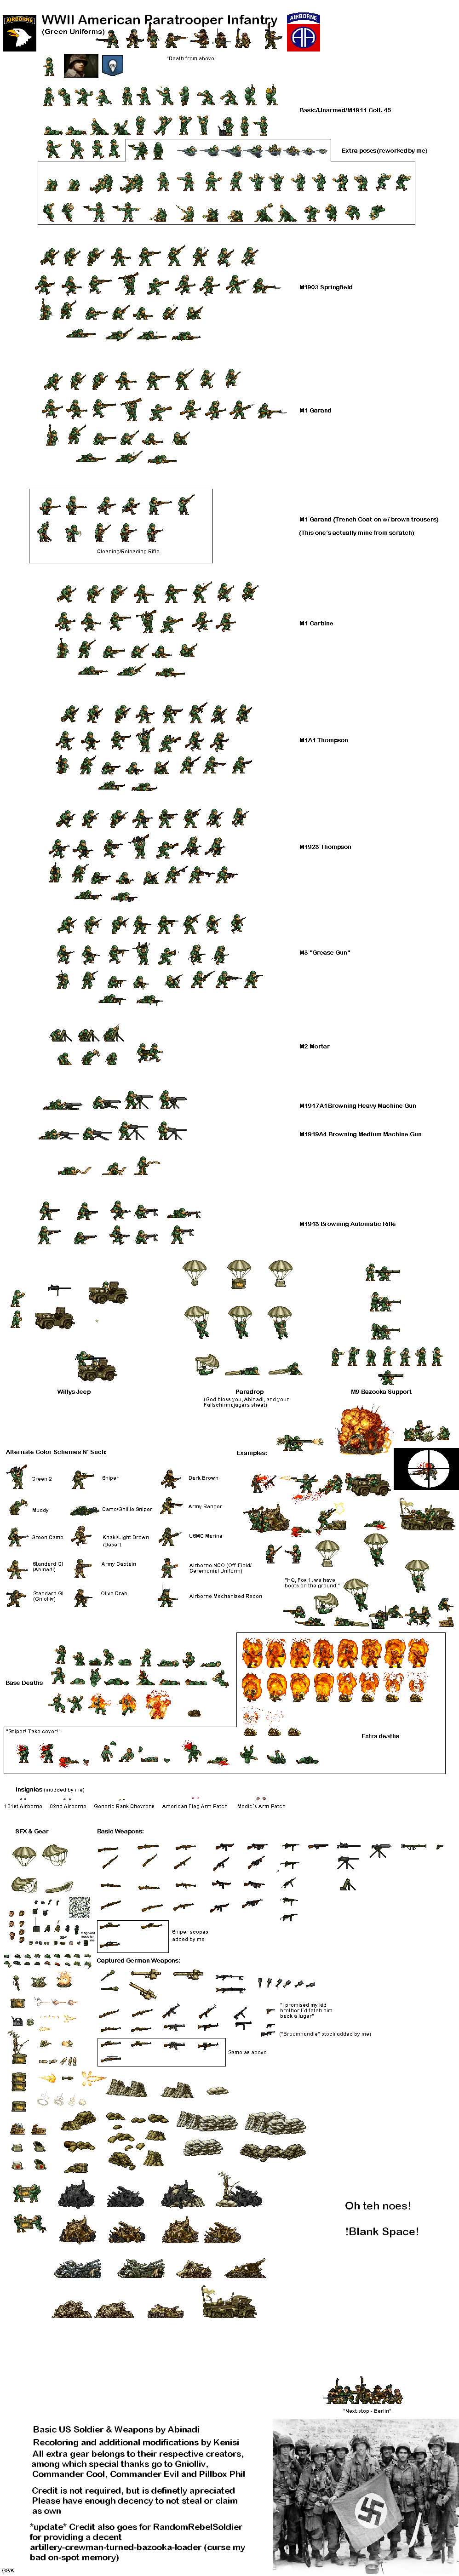 AIRBORNE
WWII American Paratrooper Infantry
(Green Uniforms)
"Death from above"
Basic/Unarmed/M1911 Colt. 45
Extra poses(reworked by me)
M1903 Springfield
M1 Garand
M1 Garand (Trench Coat on w/ brown trousers)
(This one's actually mine from scratch)
Cleaning/Reloading Rifle
M1 Carbine
M1A1 Thompson
M1928 Thompson
M3 "Grease Gun"
M2 Mortar
M1917A1Browning Heavy Machine Gun
M1919A4 Browning Medium Machine Gun
M1918 Browning Automatic Rifle
Willys Jeep
Paradrop
(God bless you, Abinadi, and your
Fallschirmajagers sheet)
M9 Bazooka Support
Alternate Color Schemes N' Such:
Examples:
Green 2
Sniper
Dark Brown
Muddy
Camo/Ghillie Sniper
Army Ranger
Green Camo
Khaki/Light Brown
/Desert
USMC Marine
Standard GI
(Abinadi)
Army Captain
Airborne NCO (Off-Field/
Ceremonial Uniform)
Standard GI
(Gniolliv)
Olive Drab
Airborne Mechanized Recon
"HQ, Fox 1, we have
boots on the ground."
Base Deaths
"Sniper! Take cover!"
Extra deaths
Insignias (modded by me)
101st Airborne
82nd Airborne
Generic Rank Chevrons
American Flag Arm Patch
Medic's Arm Patch
SFX & Gear
Basic Weapons:
Sniper scopes
added by me
Captured German Weapons:
"I promised my kid
brother I'd fetch him
back a luger"
("Broomhandle" stock added by me)
Same as above
Oh teh noes!
!Blank Space!
"Next stop - Berlin"
Basic US Soldier & Weapons by Abinadi
Recoloring and additional modifications by Kenisi
All extra gear belongs to their respective creators,
among which special thanks go to Gniolliv,
Commander Cool, Commander Evil and Pillbox Phil
Credit is not required, but is definetly apreciated
Please have enough decency to not steal or claim
as own
*update* Credit also goes for RandomRebelSoldier
for providing a decent
artillery-crewman-turned-bazooka-loader (curse my
bad on-spot memory)